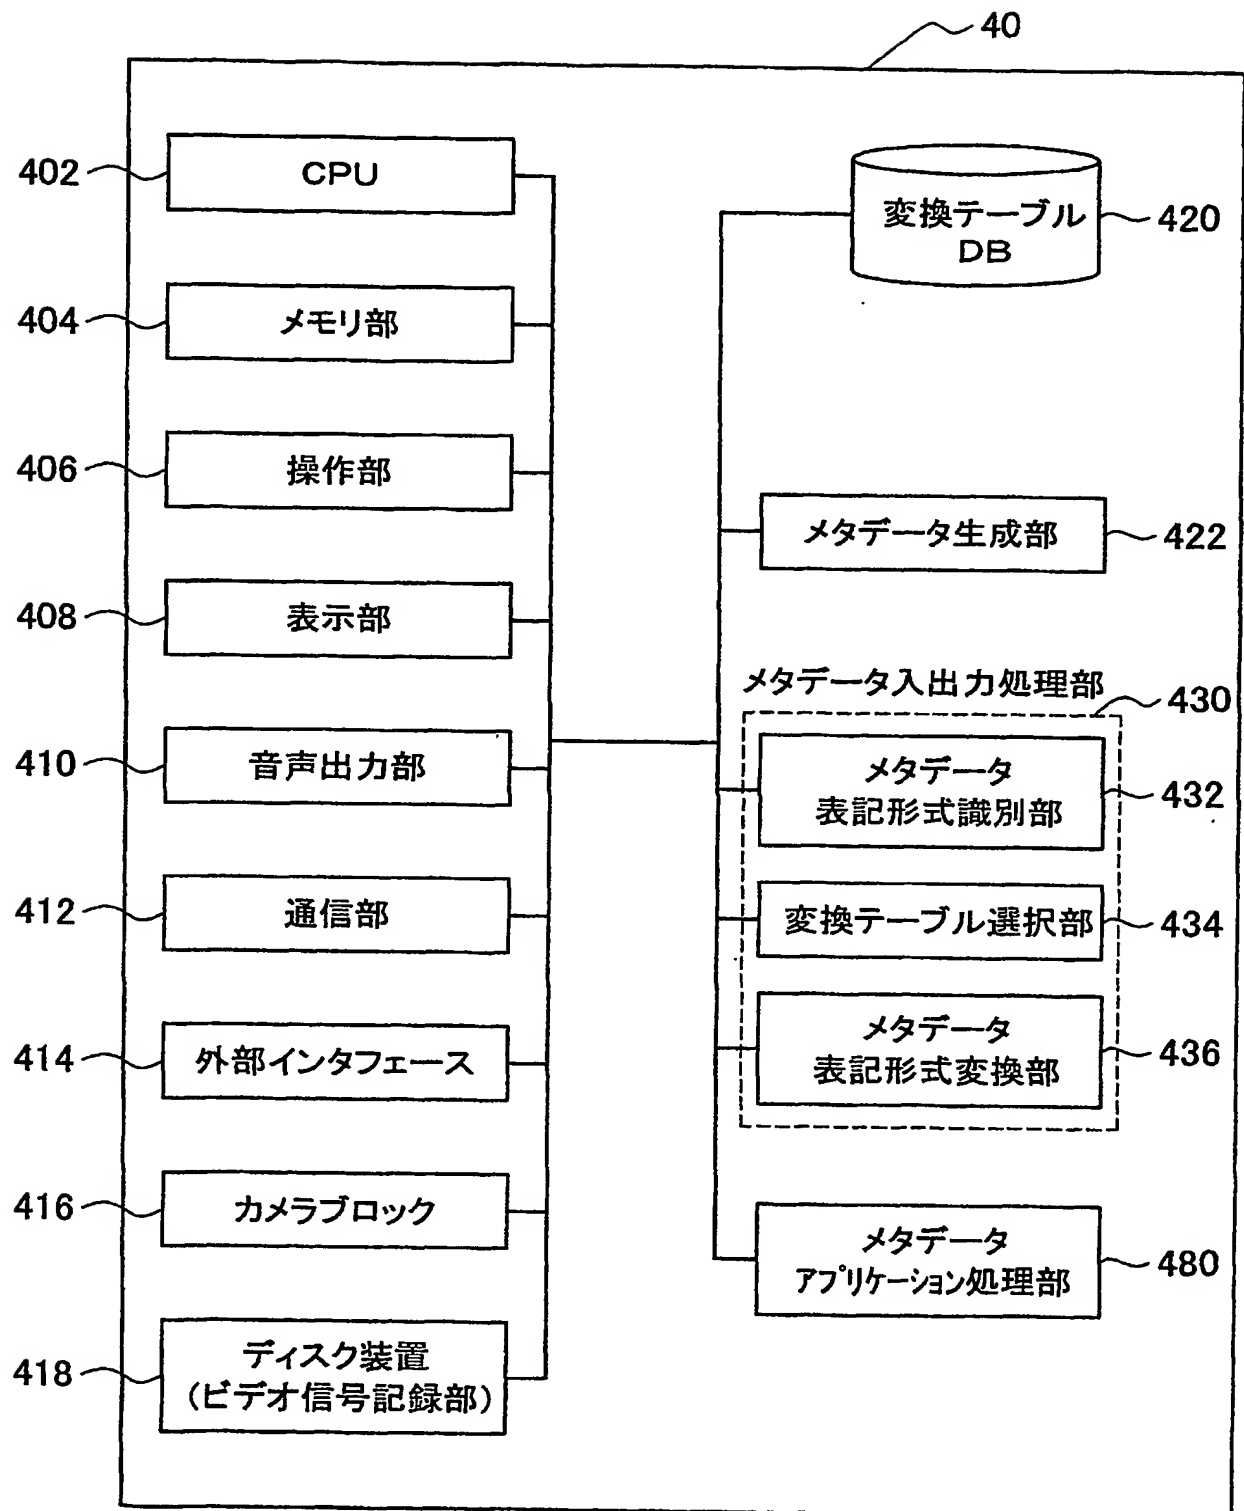 40
402
CPU
404
メモリ部
406
操作部
408
表示部
410
音声出力部
412
通信部
414
外部インタフェース
416
カメラブロック
418
ディスク装置
(ビデオ信号記録部)
変換テーブル
DB
420
メタデータ生成部
422
メタデータ入出力処理部
430
メタデータ
表記形式識別部
432
変換テーブル選択部
434
メタデータ
表記形式変換部
436
メタデータ
アプリケーション処理部
480